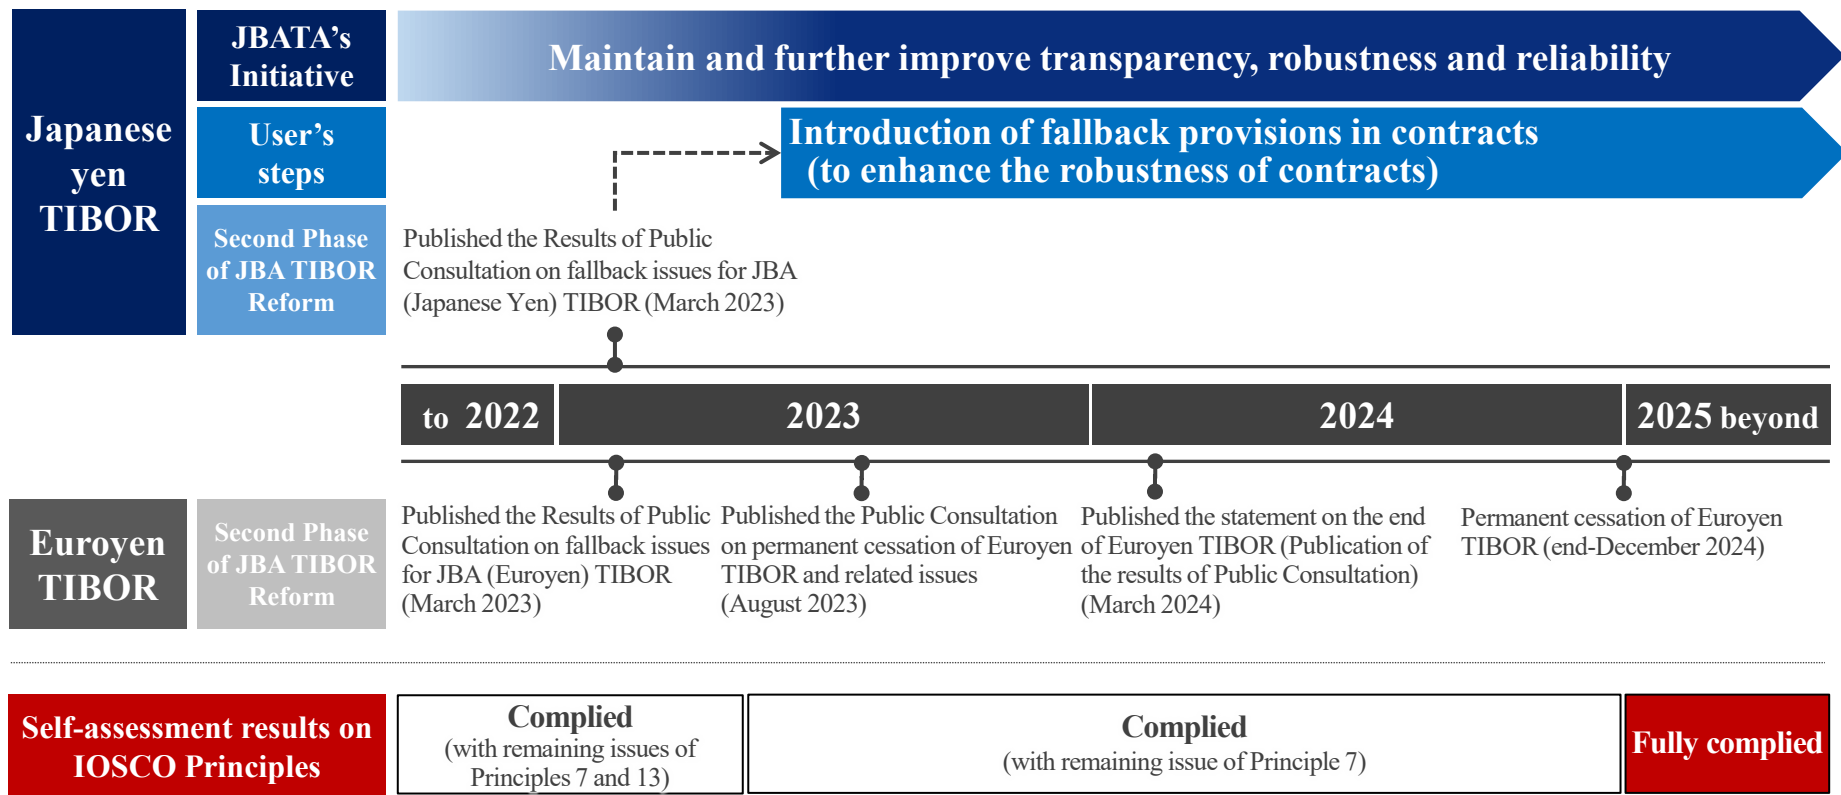 JBATA’s
Initiative
Maintain and further improve transparency, robustness and reliability
Japanese
yen
TIBOR
User’s
steps
Introduction of fallback provisions in contracts
(to enhance the robustness of contracts)
Second Phase
of JBA TIBOR
Reform
Published the Results of Public
Consultation on fallback issues for JBA
(Japanese Yen) TIBOR (March 2023)
to 2022
2023
2024
2025 beyond
Euroyen
TIBOR
Second Phase
of JBA TIBOR
Reform
Published the Results of Public
Consultation on fallback issues
for JBA (Euroyen) TIBOR
(March 2023)
Published the Public Consultation
on permanent cessation of Euroyen
TIBOR and related issues
(August 2023)
Published the statement on the end
of Euroyen TIBOR (Publication of
the results of Public Consultation)
(March 2024)
Permanent cessation of Euroyen
TIBOR (end-December 2024)
Self-assessment results on
IOSCO Principles
Complied
(with remaining issues of
Principles 7 and 13)
Complied
(with remaining issue of Principle 7)
Fully complied